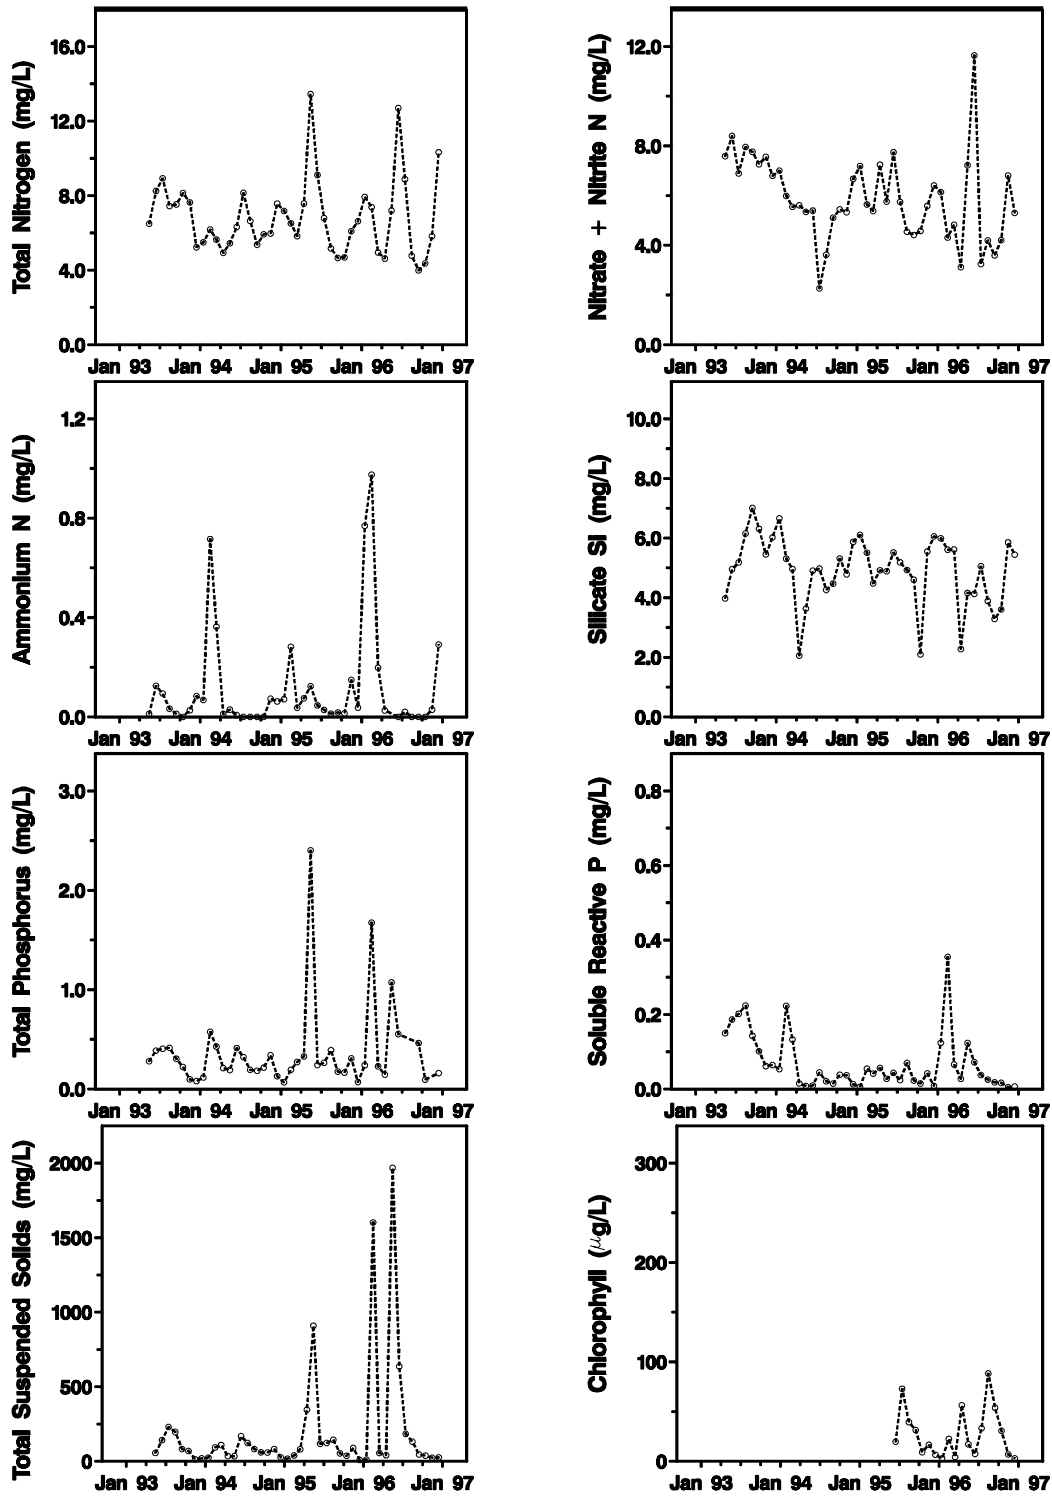 Total Nitrogen (mg/L)
16.0
12.0
8.0
4.0
0.0
Jan 93 Jan 94 Jan 95 Jan 96 Jan 97
Nitrate + Nitrite N (mg/L)
12.0
8.0
4.0
0.0
Jan 93 Jan 94 Jan 95 Jan 96 Jan 97
Ammonium N (mg/L)
1.2
0.8
0.4
0.0
Jan 93 Jan 94 Jan 95 Jan 96 Jan 97
Silicate Si (mg/L)
10.0
8.0
6.0
4.0
2.0
0.0
Jan 93 Jan 94 Jan 95 Jan 96 Jan 97
Total Phosphorus (mg/L)
3.0
2.0
1.0
0.0
Jan 93 Jan 94 Jan 95 Jan 96 Jan 97
Soluble Reactive P (mg/L)
0.8
0.6
0.4
0.2
0.0
Jan 93 Jan 94 Jan 95 Jan 96 Jan 97
Total Suspended Solids (mg/L)
2000
1500
1000
500
0
Jan 93 Jan 94 Jan 95 Jan 96 Jan 97
Chlorophyll (μg/L)
300
200
100
0
Jan 93 Jan 94 Jan 95 Jan 96 Jan 97